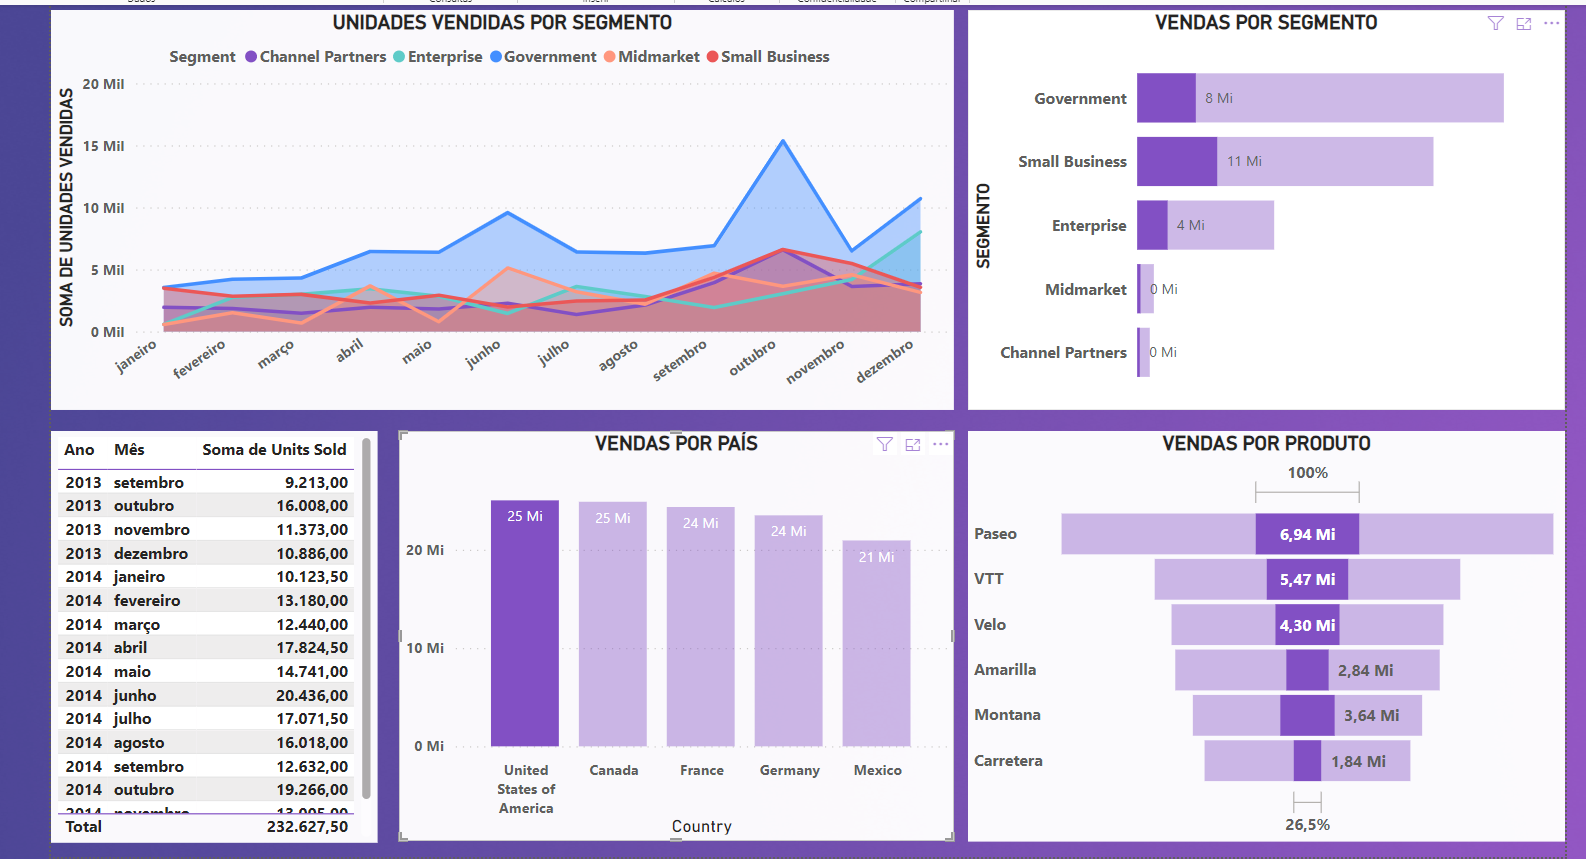 UNIDADES VENDIDAS POR SEGMENTO
Segment Channel Partners Enterprise Government Midmarket Small Business
SOMA DE UNIDADES VENDIDAS
20 Mil
15 Mil
10 Mil
5 Mil
0 Mil
janeiro fevereiro março abril maio junho julho agosto setembro outubro novembro dezembro
VENDAS POR SEGMENTO
SEGMENTO
Government 8 Mi
Small Business 11 Mi
Enterprise 4 Mi
Midmarket 0 Mi
Channel Partners 0 Mi
Ano Mês Soma de Units Sold
2013 setembro 9.213,00
2013 outubro 16.008,00
2013 novembro 11.373,00
2013 dezembro 10.886,00
2014 janeiro 10.123,50
2014 fevereiro 13.180,00
2014 março 12.440,00
2014 abril 17.824,50
2014 maio 14.741,00
2014 junho 20.436,00
2014 julho 17.071,50
2014 agosto 16.018,00
2014 setembro 12.632,00
2014 outubro 19.266,00
Total 232.627,50
VENDAS POR PAÍS
20 Mi
10 Mi
0 Mi
25 Mi 25 Mi 24 Mi 24 Mi 21 Mi
United States of America Canada France Germany Mexico
Country
VENDAS POR PRODUTO
100%
Paseo 6,94 Mi
VTT 5,47 Mi
Velo 4,30 Mi
Amarilla 2,84 Mi
Montana 3,64 Mi
Carretera 1,84 Mi
26,5%